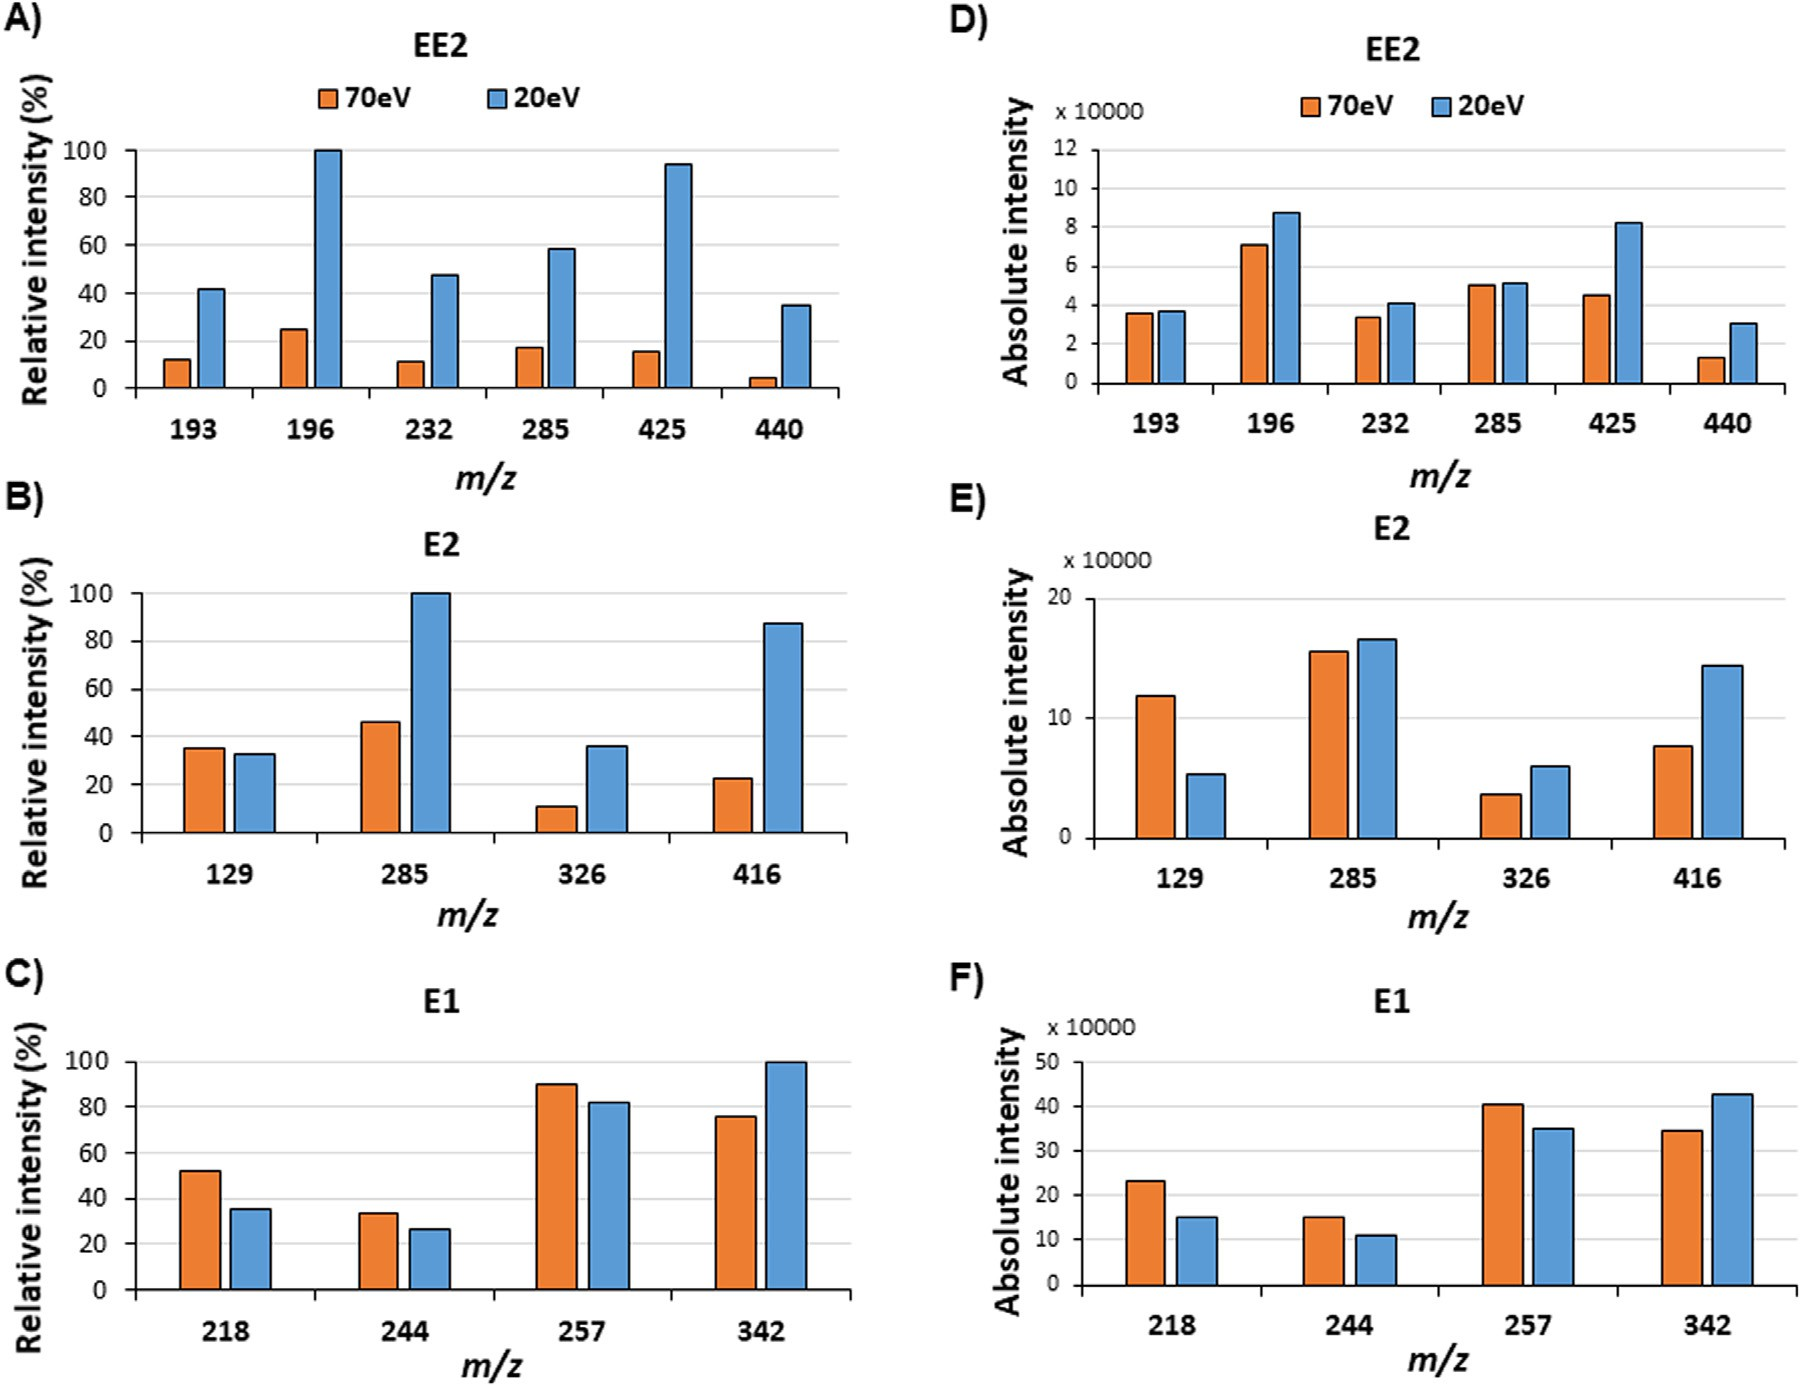 A)
EE2
70eV 20eV
Relative intensity (%)
100
80
60
40
20
0
193 196 232 285 425 440
m/z
D)
EE2
x 10000
70eV 20eV
Absolute intensity
12
10
8
6
4
2
0
193 196 232 285 425 440
m/z
B)
E2
Relative intensity (%)
100
80
60
40
20
0
129 285 326 416
m/z
E)
E2
x 10000
Absolute intensity
20
10
0
129 285 326 416
m/z
C)
E1
Relative intensity (%)
100
80
60
40
20
0
218 244 257 342
m/z
F)
E1
x 10000
Absolute intensity
50
40
30
20
10
0
218 244 257 342
m/z